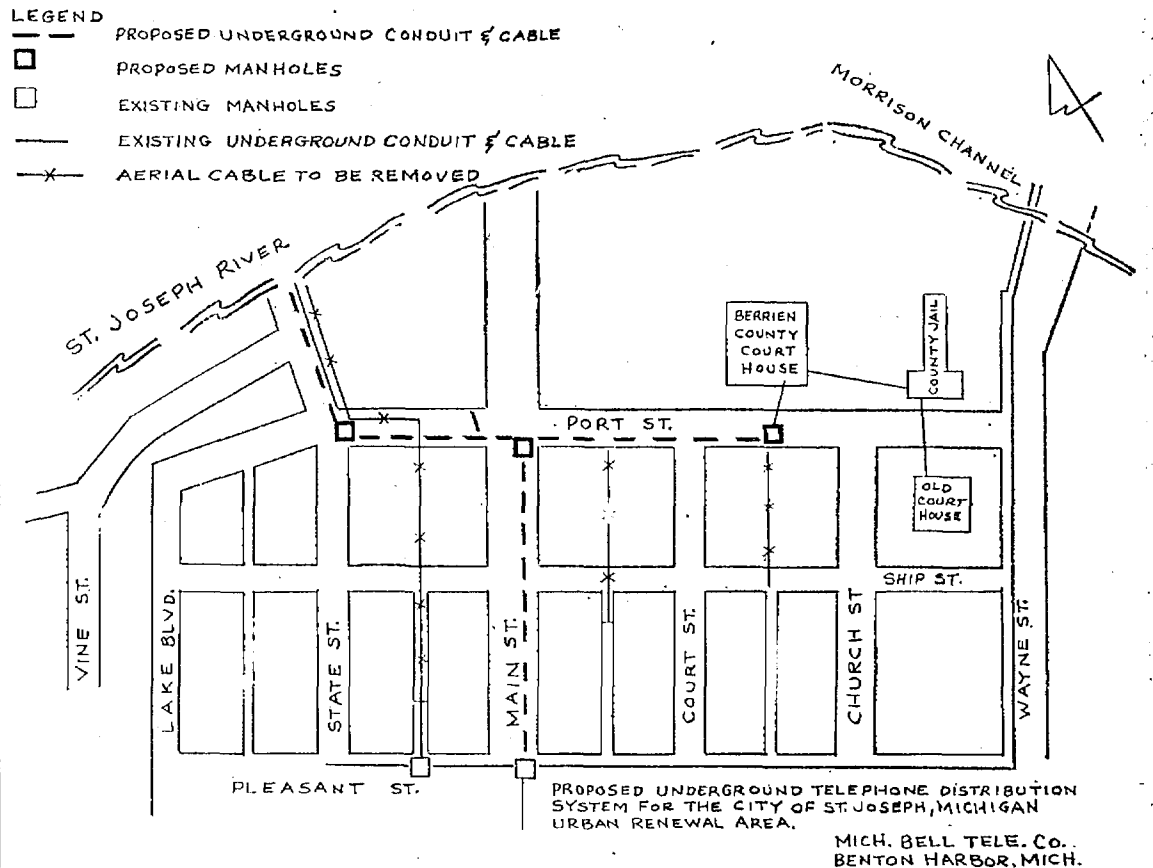 LEGEND
PROPOSED UNDERGROUND CONDUIT & CABLE
PROPOSED MANHOLES
EXISTING MANHOLES
EXISTING UNDERGROUND CONDUIT & CABLE
AERIAL CABLE TO BE REMOVED
MORRISON CHANNEL
ST. JOSEPH RIVER
BERRIEN
COUNTY
COURT
HOUSE
COUNTY JAIL
PORT ST.
OLD
COURT
HOUSE
SHIP ST.
VINE ST.
LAKE BLVD.
STATE ST.
MAIN ST.
COURT ST.
CHURCH ST
WAYNE ST.
PLEASANT ST.
PROPOSED UNDERGROUND TELEPHONE DISTRIBUTION
SYSTEM FOR THE CITY OF ST. JOSEPH, MICHIGAN
URBAN RENEWAL AREA.
MICH. BELL TELE. CO.
BENTON HARBOR, MICH.